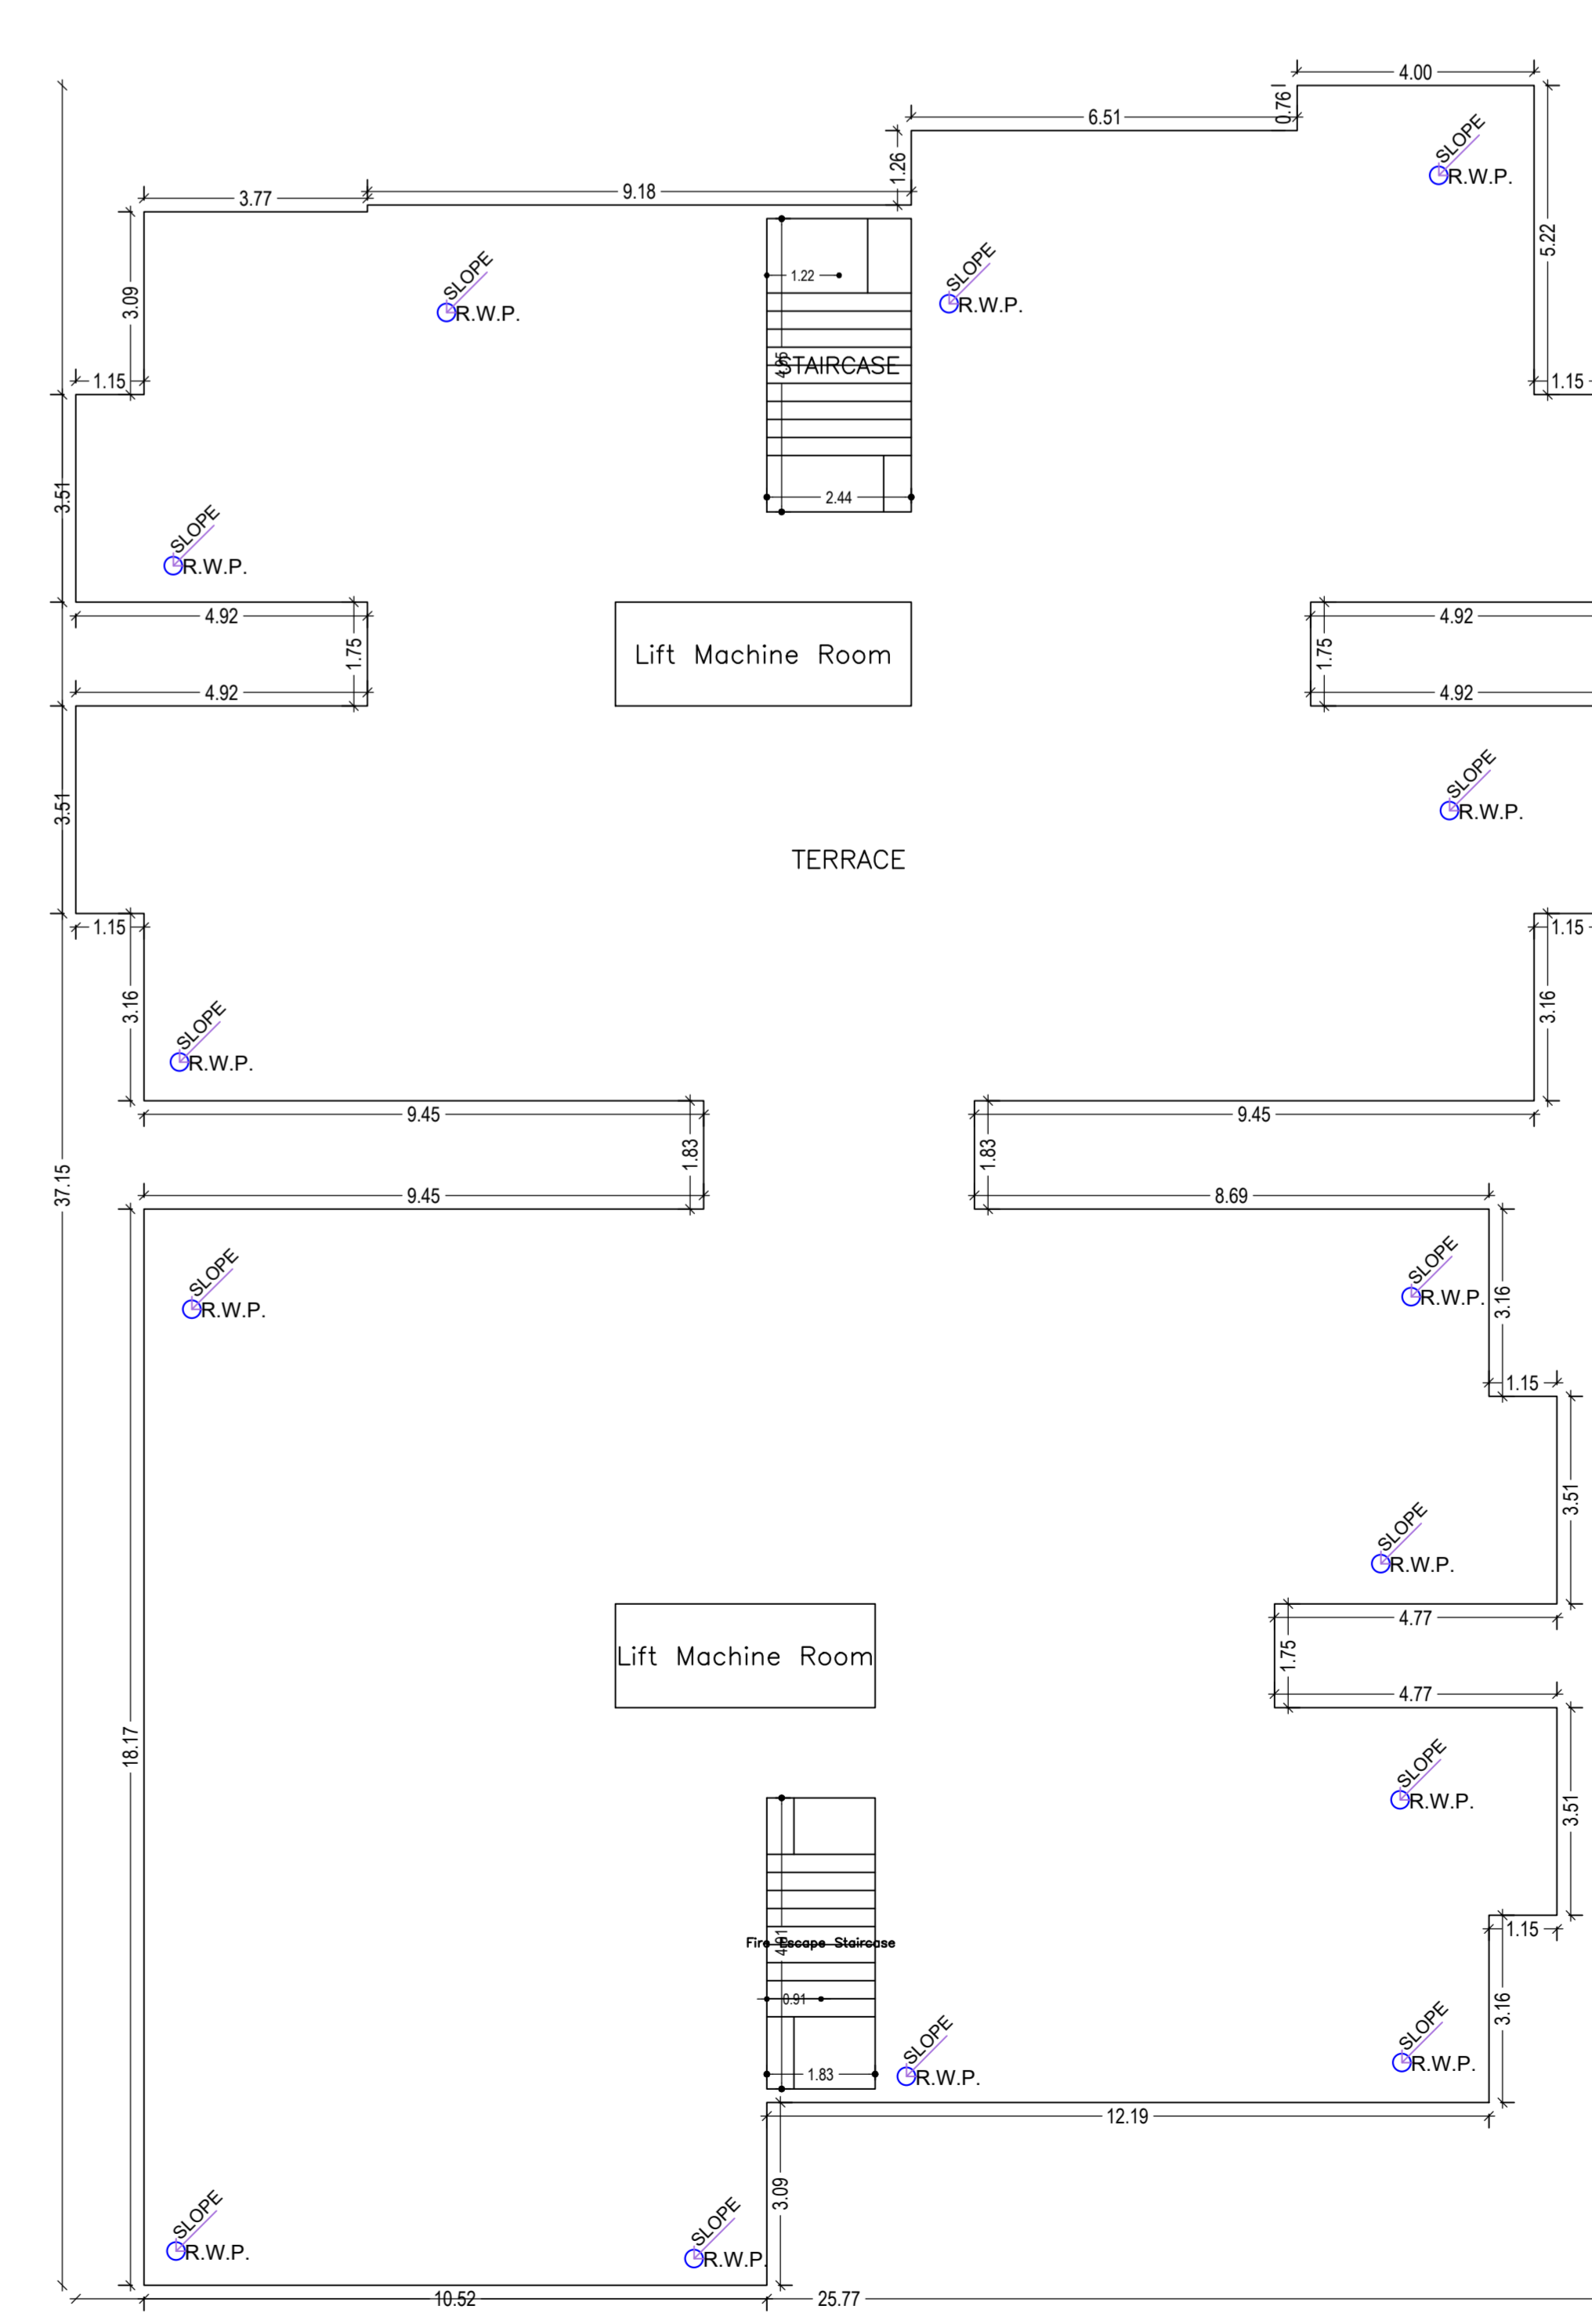 4.00
0.76
6.51
SLOPE
R.W.P.
1.26
9.18
3.77
5.22
SLOPE
R.W.P.
SLOPE
R.W.P.
1.22
3.09
STAIRCASE
1.15
1.15
3.51
2.44
SLOPE
R.W.P.
4.92
4.92
1.75
Lift Machine Room
1.75
4.92
4.92
SLOPE
R.W.P.
3.51
TERRACE
1.15
1.15
3.16
3.16
SLOPE
R.W.P.
9.45
9.45
1.83
1.83
37.15
9.45
8.69
SLOPE
R.W.P.
SLOPE
R.W.P.
3.16
1.15
3.51
SLOPE
R.W.P.
4.77
Lift Machine Room
1.75
4.77
18.17
SLOPE
R.W.P.
3.51
Fire Escape Staircase
4.91
1.15
0.91
3.16
SLOPE
R.W.P.
SLOPE
R.W.P.
1.83
12.19
3.09
SLOPE
R.W.P.
SLOPE
R.W.P.
10.52
25.77